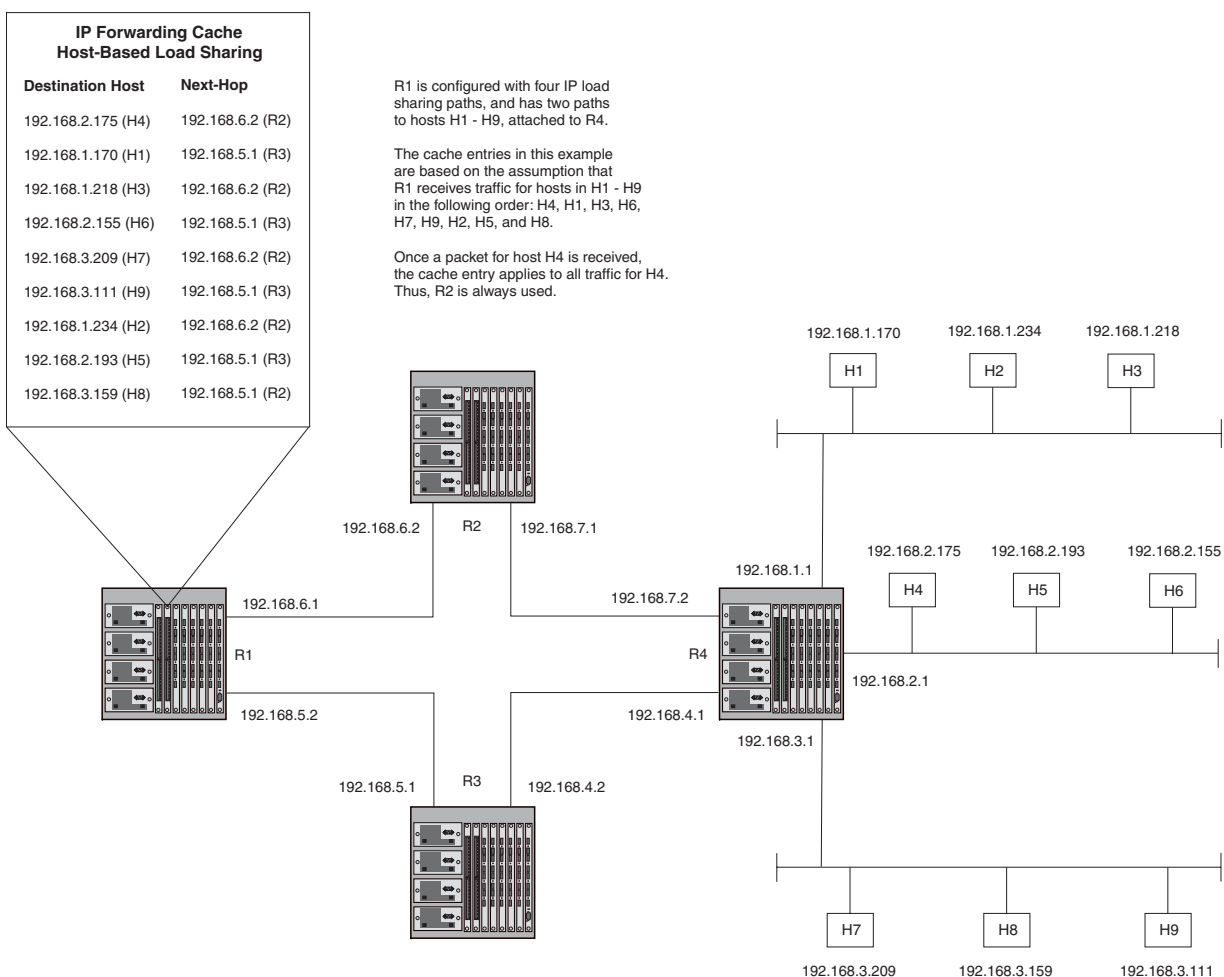 IP Forwarding Cache
Host-Based Load Sharing
Destination Host Next-Hop
192.168.2.175 (H4) 192.168.6.2 (R2)
192.168.1.170 (H1) 192.168.5.1 (R3)
192.168.1.218 (H3) 192.168.6.2 (R2)
192.168.2.155 (H6) 192.168.5.1 (R3)
192.168.3.209 (H7) 192.168.6.2 (R2)
192.168.3.111 (H9) 192.168.5.1 (R3)
192.168.1.234 (H2) 192.168.6.2 (R2)
192.168.2.193 (H5) 192.168.5.1 (R3)
192.168.3.159 (H8) 192.168.5.1 (R2)
R1 is configured with four IP load
sharing paths, and has two paths
to hosts H1 - H9, attached to R4.
The cache entries in this example
are based on the assumption that
R1 receives traffic for hosts in H1 - H9
in the following order: H4, H1, H3, H6,
H7, H9, H2, H5, and H8.
Once a packet for host H4 is received,
the cache entry applies to all traffic for H4.
Thus, R2 is always used.
192.168.1.170 192.168.1.234 192.168.1.218
H1 H2 H3
192.168.6.2 R2 192.168.7.1
192.168.2.175 192.168.2.193 192.168.2.155
H4 H5 H6
192.168.1.1
192.168.6.1 192.168.7.2
R1 R4
192.168.2.1
192.168.5.2 192.168.4.1
192.168.3.1
192.168.5.1 R3 192.168.4.2
H7 H8 H9
192.168.3.209 192.168.3.159 192.168.3.111